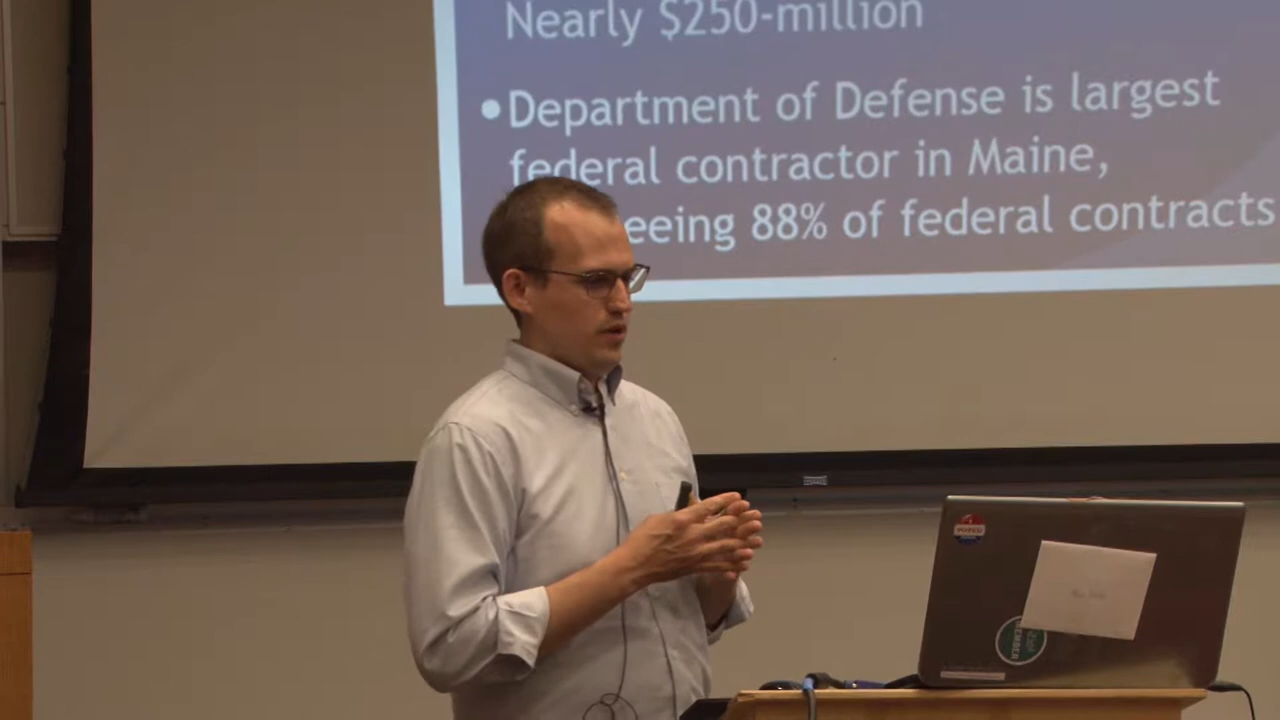 Nearly $250-million
•Department of Defense is largest
federal contractor in Maine,
eeing 88% of federal contracts